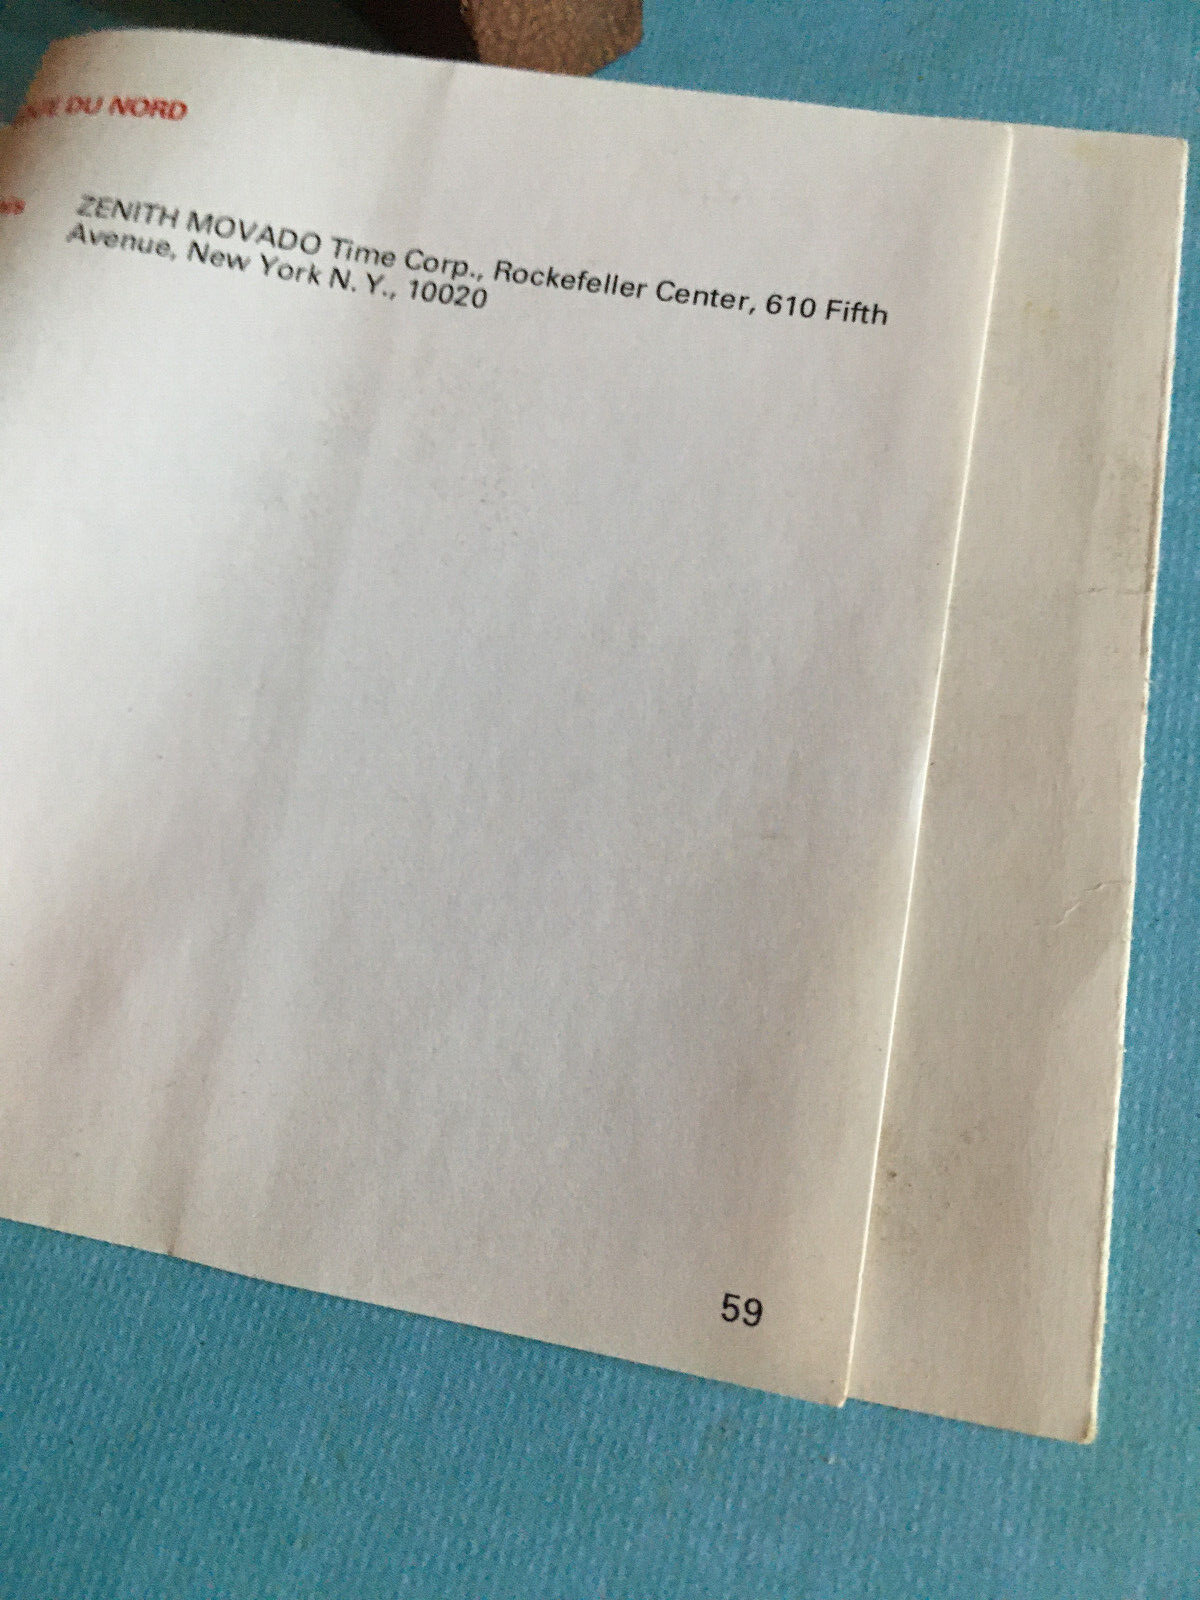 DU NORD
ZENITH MOVADO Time Corp., Rockefeller Center, 610 Fifth
Avenue, New York N. Y., 10020
59